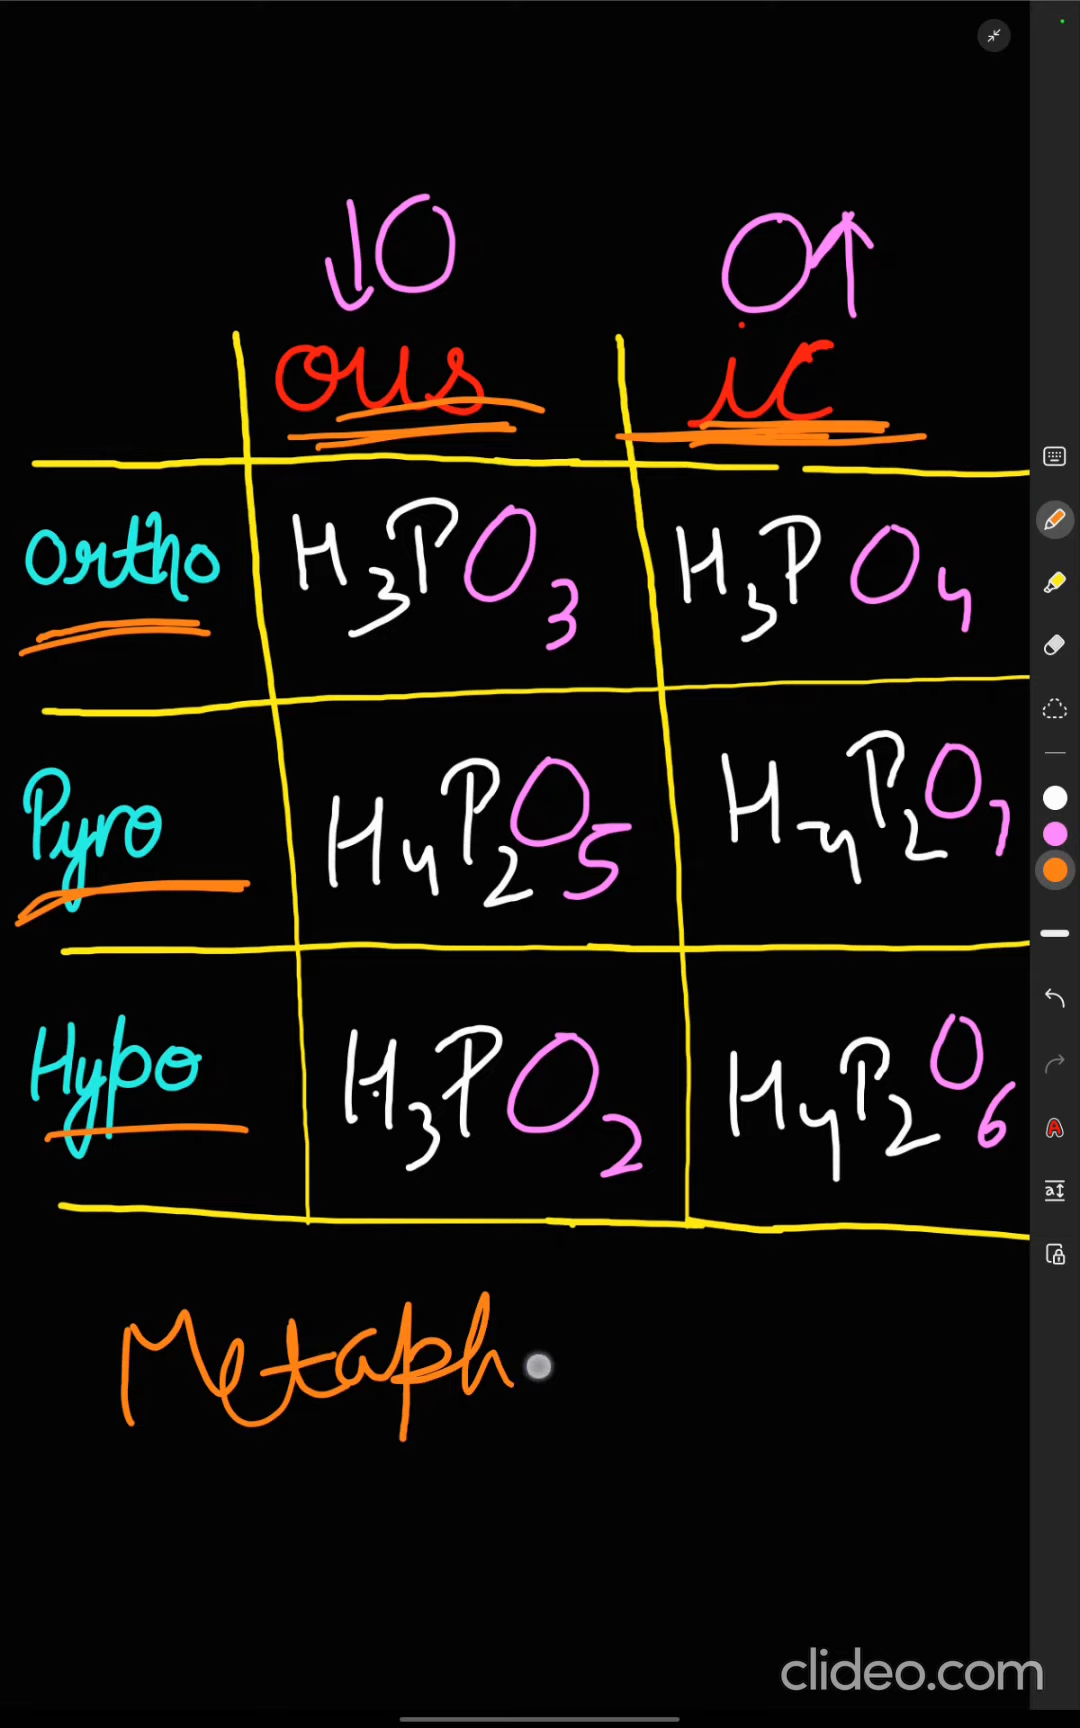 ↓O O↑
ous ic
Ortho H₃PO₃ H₃PO₄
Pyro H₄P₂O₅ H₄P₂O₇
Hypo H₃PO₂ H₄P₂O₆
Metaph
clideo.com